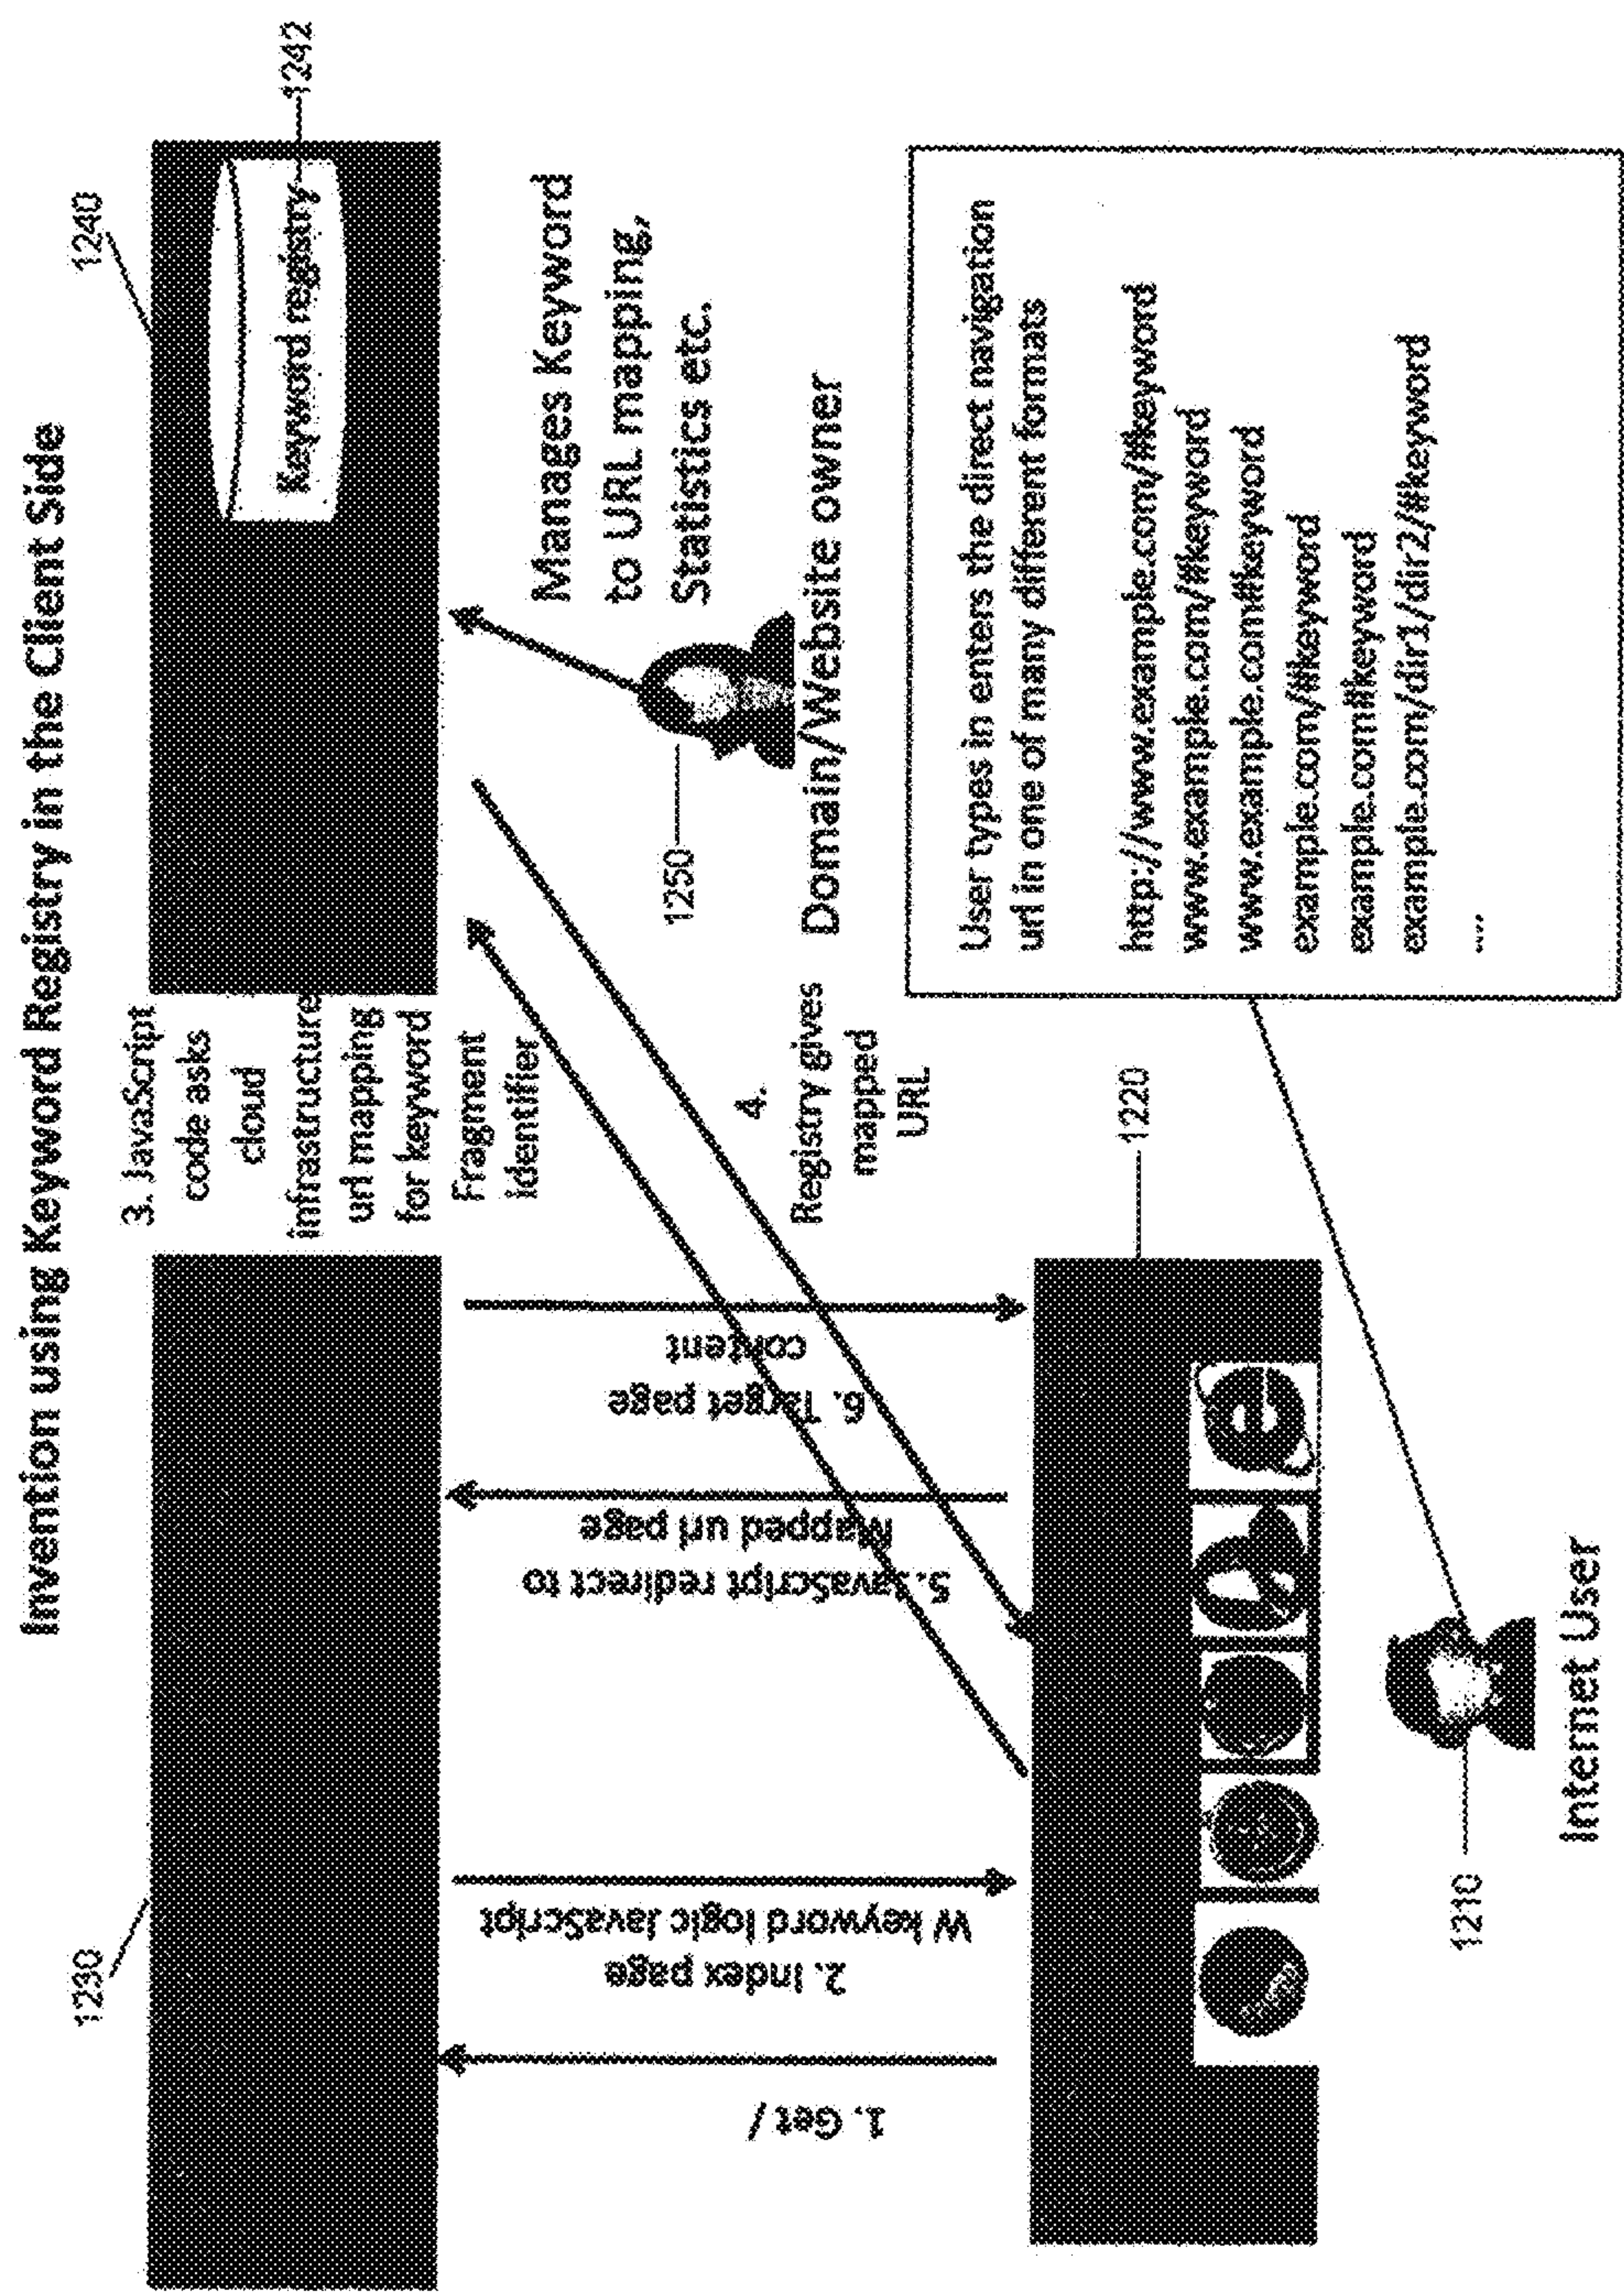 Invention using Keyword Registry in the Client Side
1230
1240
1242
Keyword registry
3. JavaScript
code asks
cloud
infrastructure
url mapping
for keyword
Fragment
identifier
4.
Registry gives
mapped
URL
Manages Keyword
to URL mapping,
Statistics etc.
1250
Domain/Website owner
1. Get /
2. Index page
W keyword logic JavaScript
5. JavaScript redirect to
Mapped url page
6. Target page
content
1220
User types in enters the direct navigation
url in one of many different formats
http://www.example.com/#keyword
www.example.com/#keyword
www.example.com#keyword
example.com/#keyword
example.com#keyword
example.com/dir1/dir2/#keyword
....
1210
Internet User